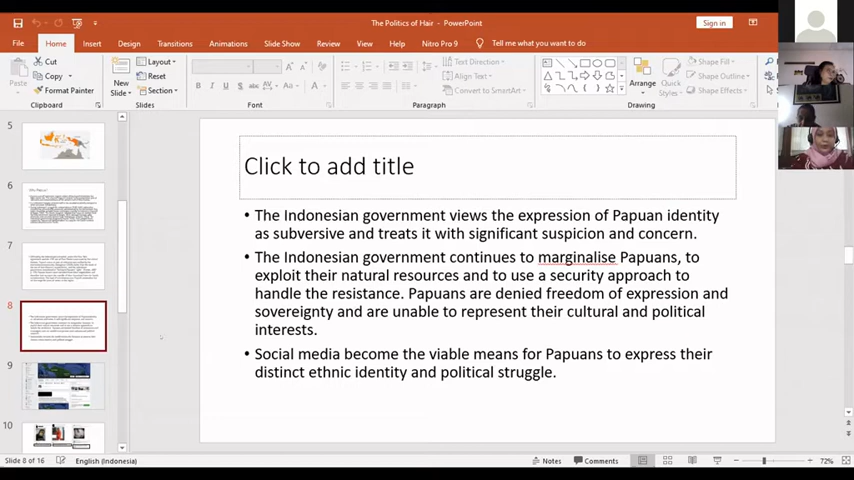 The Politics of Hair - PowerPoint
Sign in
File Home Insert Design Transitions Animations Slide Show Review View Help Nitro Pro 9 Tell me what you want to do
Paste
Cut
Copy
Format Painter
Clipboard
New
Slide
Layout
Reset
Section
Slides
B I U S
Font
Text Direction
Align Text
Convert to SmartArt
Paragraph
Arrange
Quick
Styles
Shape Fill
Shape Outline
Shape Effects
Drawing
5
6
7
8
9
10
Click to add title
• The Indonesian government views the expression of Papuan identity
as subversive and treats it with significant suspicion and concern.
• The Indonesian government continues to marginalise Papuans, to
exploit their natural resources and to use a security approach to
handle the resistance. Papuans are denied freedom of expression and
sovereignty and are unable to represent their cultural and political
interests.
• Social media become the viable means for Papuans to express their
distinct ethnic identity and political struggle.
Slide 8 of 16 English (Indonesia) Notes Comments 72%